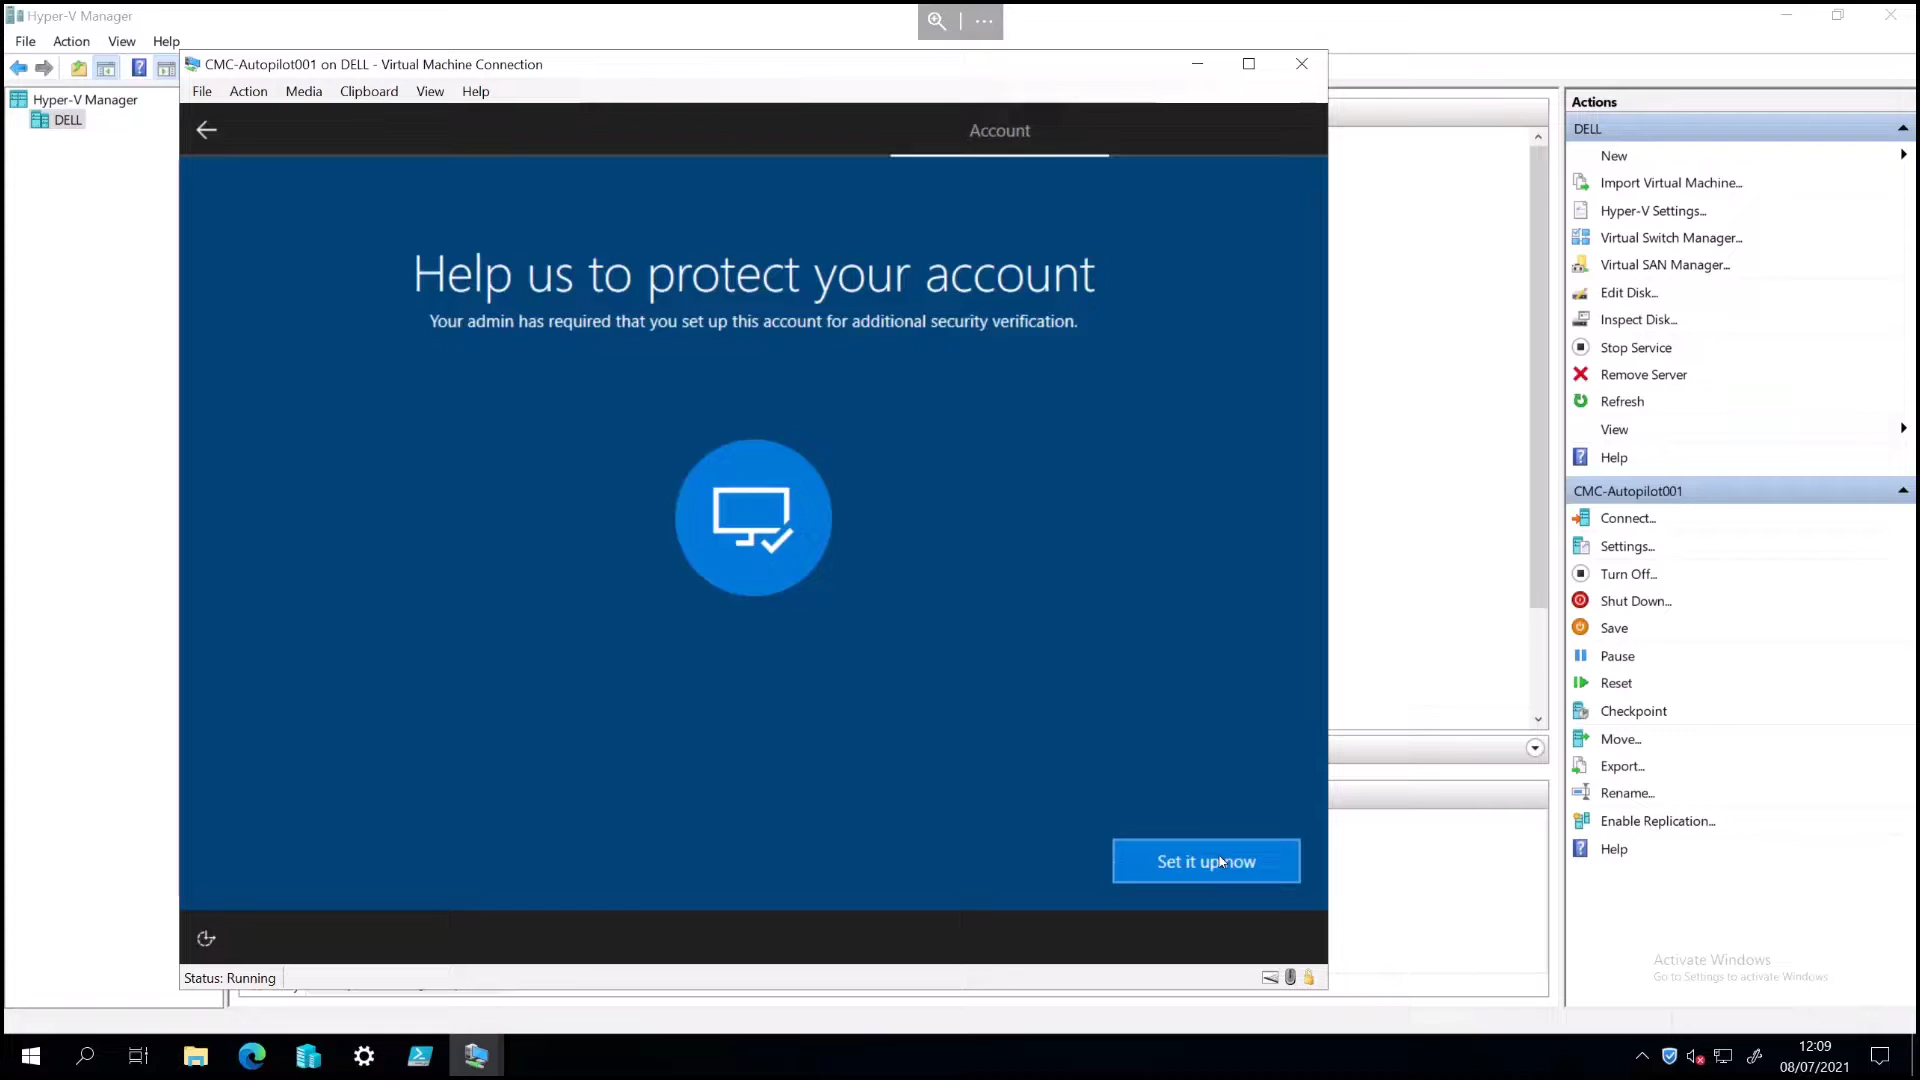 Hyper-V Manager
File Action View Help
CMC-Autopilot001 on DELL - Virtual Machine Connection
File Action Media Clipboard View Help
Hyper-V Manager
DELL
Account
Help us to protect your account
Your admin has required that you set up this account for additional security verification.
Set it up now
Status: Running
Actions
DELL
New
Import Virtual Machine...
Hyper-V Settings...
Virtual Switch Manager...
Virtual SAN Manager...
Edit Disk...
Inspect Disk...
Stop Service
Remove Server
Refresh
View
Help
CMC-Autopilot001
Connect...
Settings...
Turn Off...
Shut Down...
Save
Pause
Reset
Checkpoint
Move...
Export...
Rename...
Enable Replication...
Help
Activate Windows
Go to Settings to activate Windows
12:09
08/07/2021